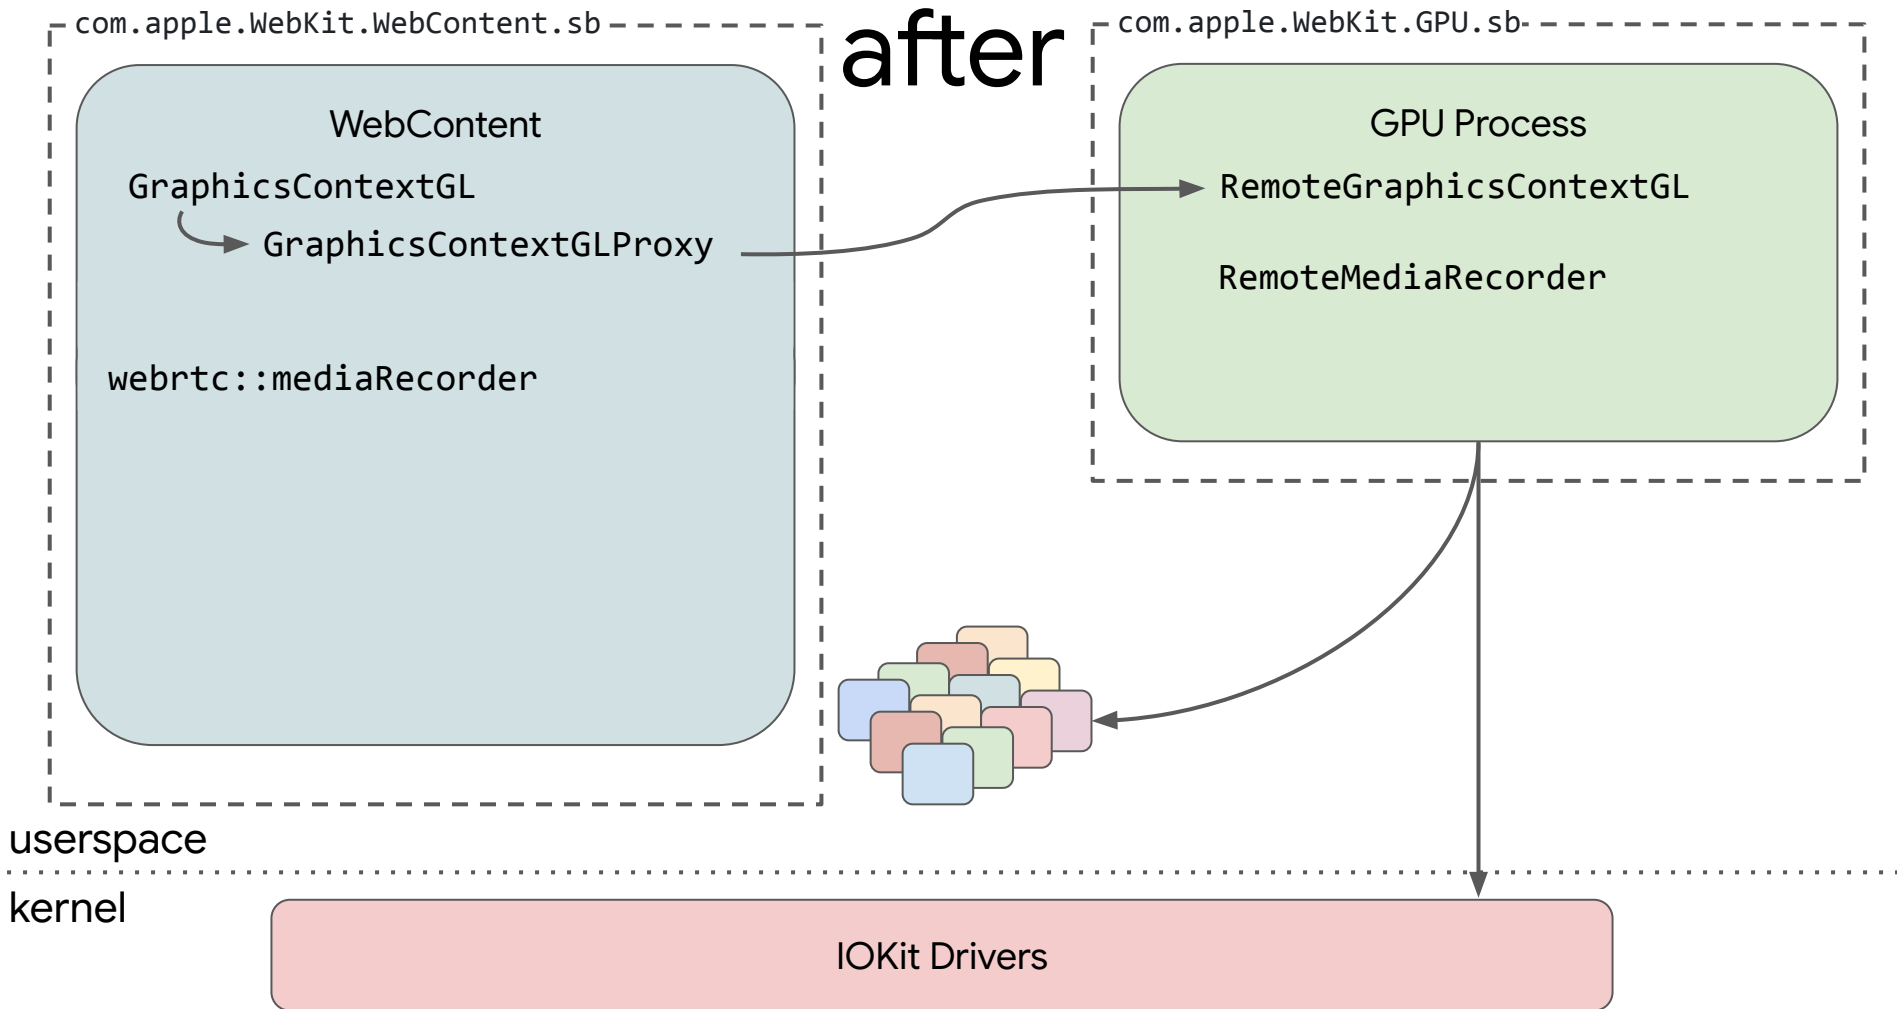 com.apple.WebKit.WebContent.sb
after
com.apple.WebKit.GPU.sb
WebContent
GraphicsContextGL
GraphicsContextGLProxy
webrtc::mediaRecorder
GPU Process
RemoteGraphicsContextGL
RemoteMediaRecorder
userspace
kernel
IOKit Drivers